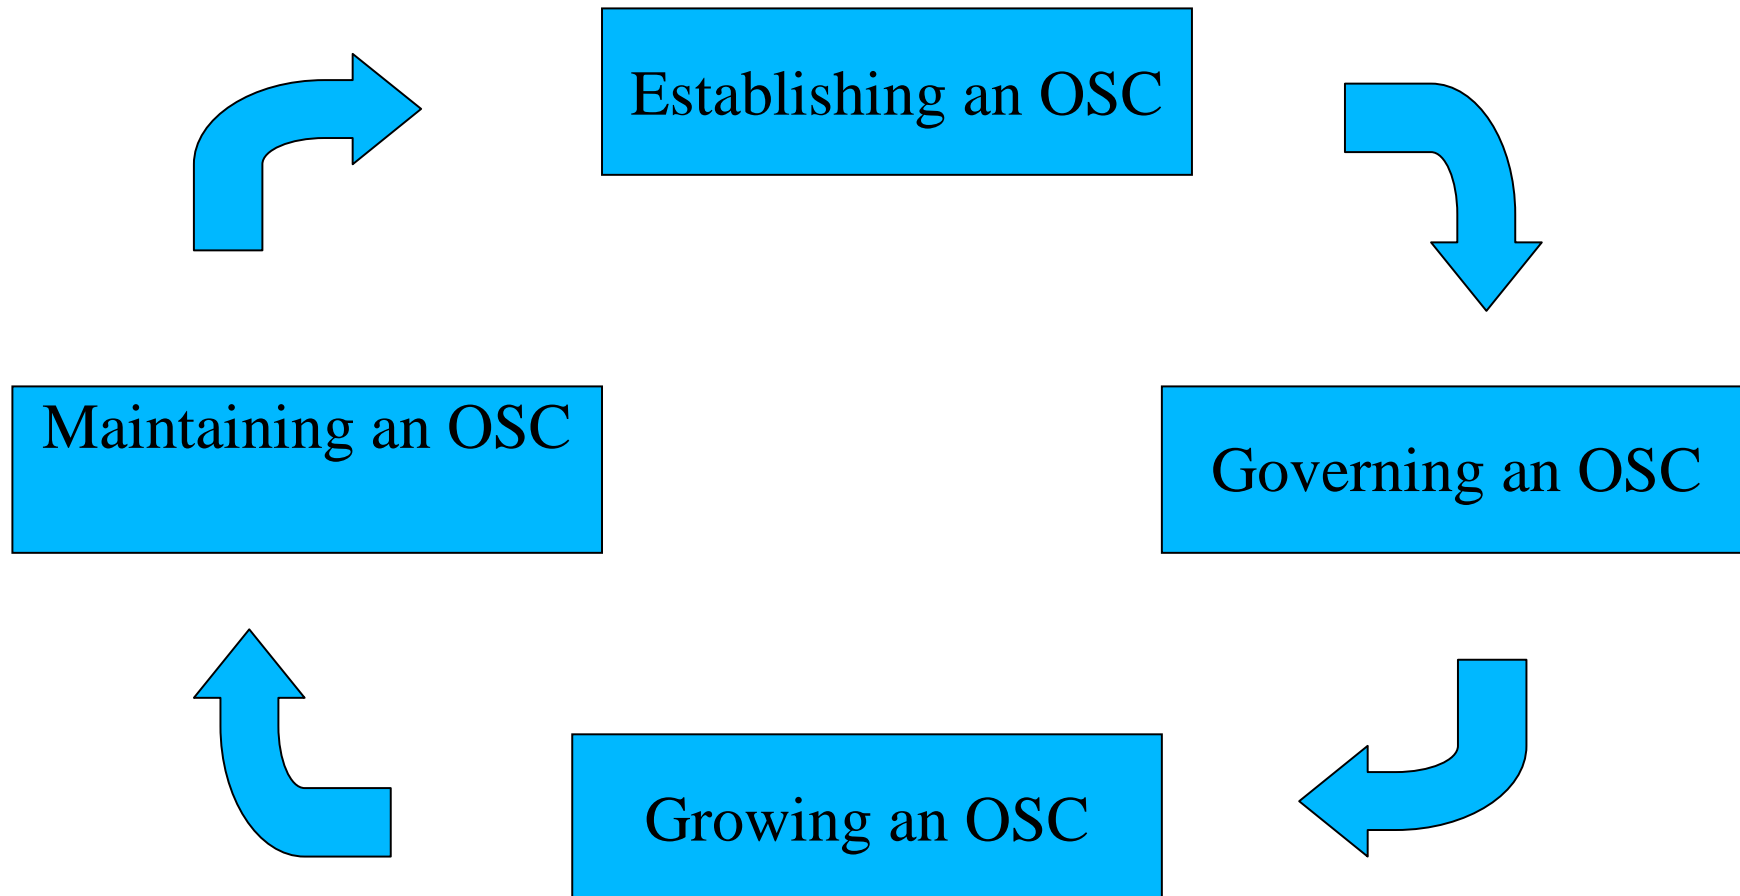 Establishing an OSC
Maintaining an OSC
Governing an OSC
Growing an OSC